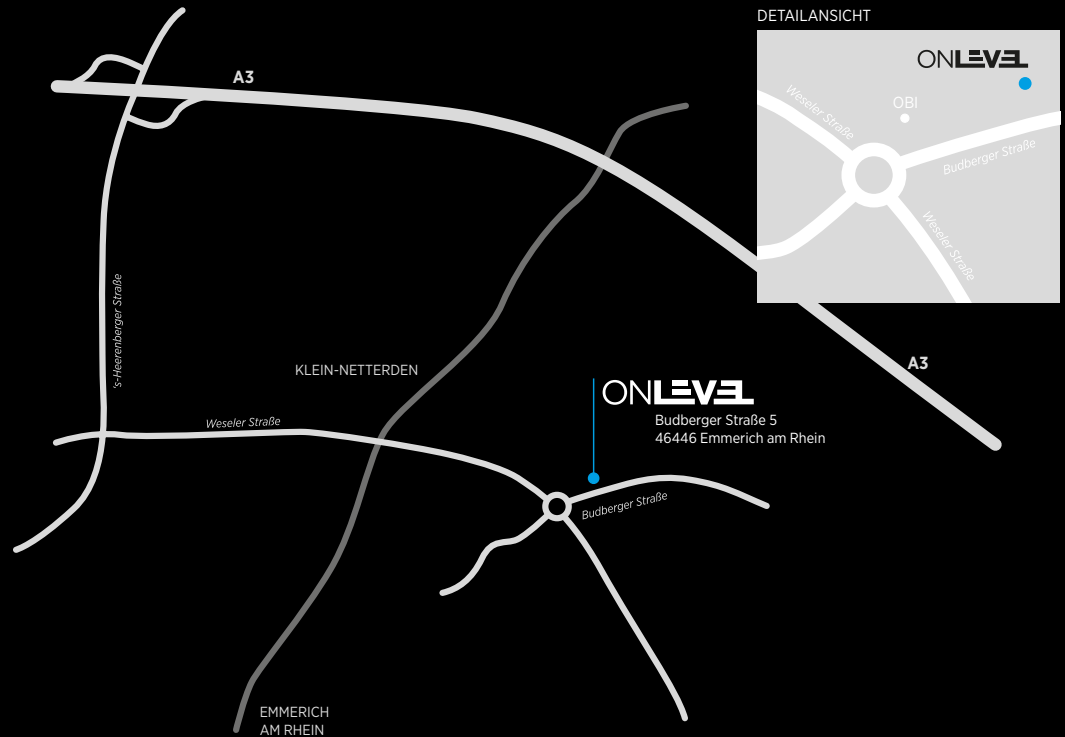 DETAILANSICHT
ONLEVEL
A3
Weseler Straße
OBI
Budberger Straße
Weseler Straße
's-Heerenberger Straße
KLEIN-NETTERDEN
A3
ONLEVEL
Budberger Straße 5
46446 Emmerich am Rhein
Weseler Straße
Budberger Straße
EMMERICH
AM RHEIN